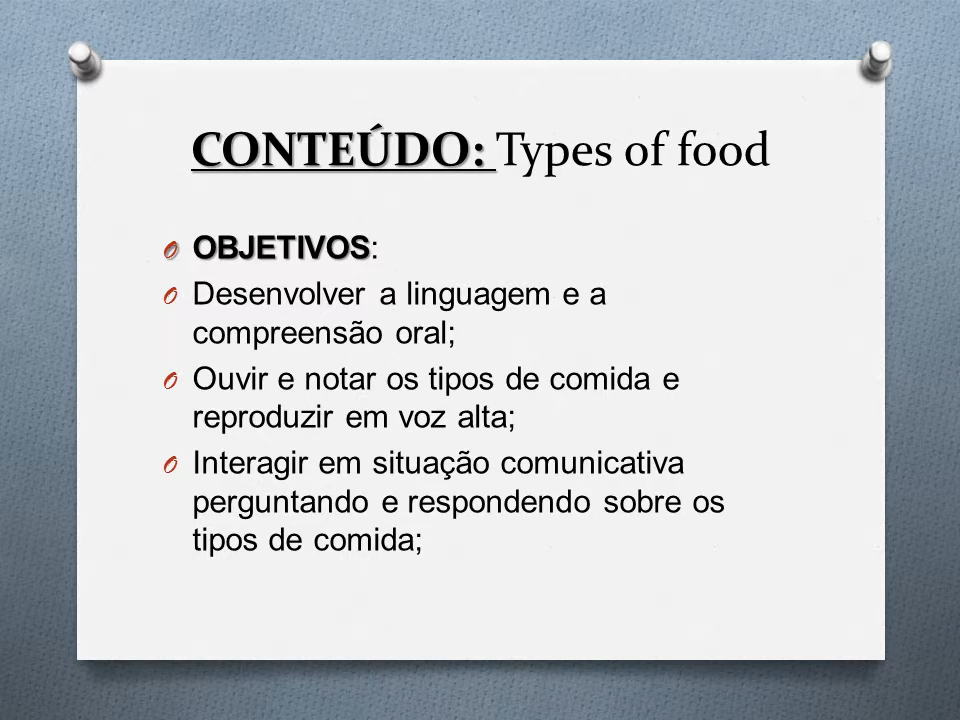 CONTEÚDO: Types of food
OBJETIVOS:
Desenvolver a linguagem e a
compreensão oral;
Ouvir e notar os tipos de comida e
reproduzir em voz alta;
Interagir em situação comunicativa
perguntando e respondendo sobre os
tipos de comida;